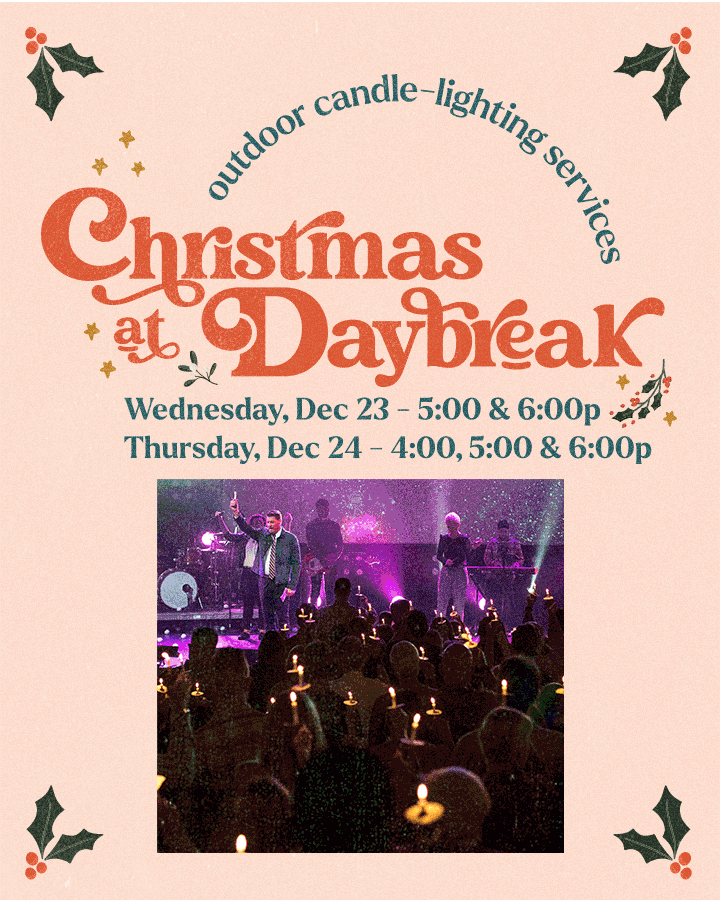 outdoor candle-lighting services
Christmas
at Daybreak
Wednesday, Dec 23 - 5:00 & 6:00p
Thursday, Dec 24 - 4:00, 5:00 & 6:00p